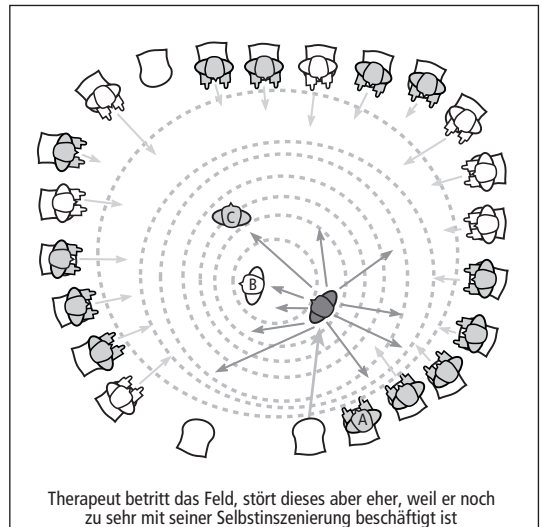 C
B
A
Therapeut betritt das Feld, stört dieses aber eher, weil er noch
zu sehr mit seiner Selbstinszenierung beschäftigt ist